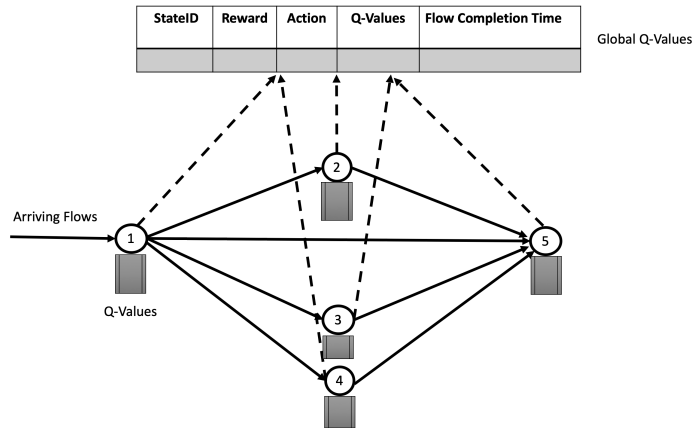 StateID Reward Action Q-Values Flow Completion Time
Global Q-Values
2
Arriving Flows
1
5
Q-Values
3
4